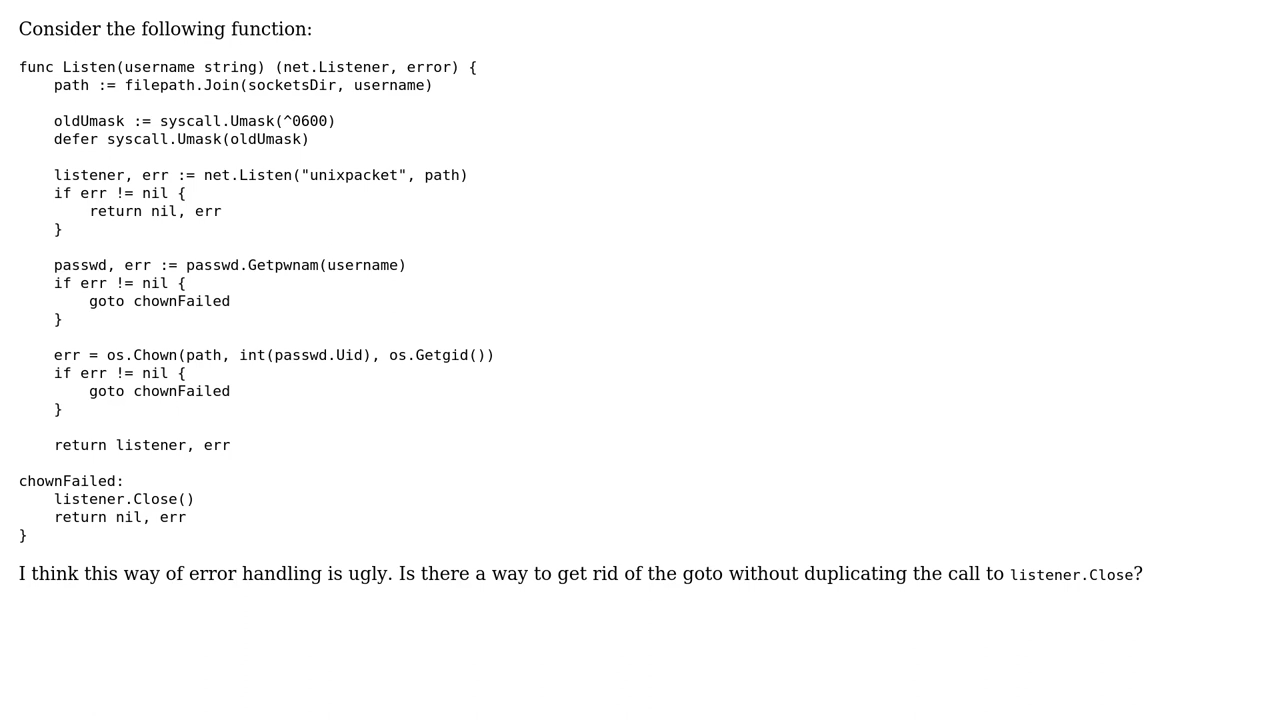 Consider the following function:
func Listen(username string) (net.Listener, error) {
    path := filepath.Join(socketsDir, username)
    oldUmask := syscall.Umask(^0600)
    defer syscall.Umask(oldUmask)
    listener, err := net.Listen("unixpacket", path)
    if err != nil {
        return nil, err
    }
    passwd, err := passwd.Getpwnam(username)
    if err != nil {
        goto chownFailed
    }
    err = os.Chown(path, int(passwd.Uid), os.Getgid())
    if err != nil {
        goto chownFailed
    }
    return listener, err
chownFailed:
    listener.Close()
    return nil, err
}
I think this way of error handling is ugly. Is there a way to get rid of the goto without duplicating the call to listener.Close?